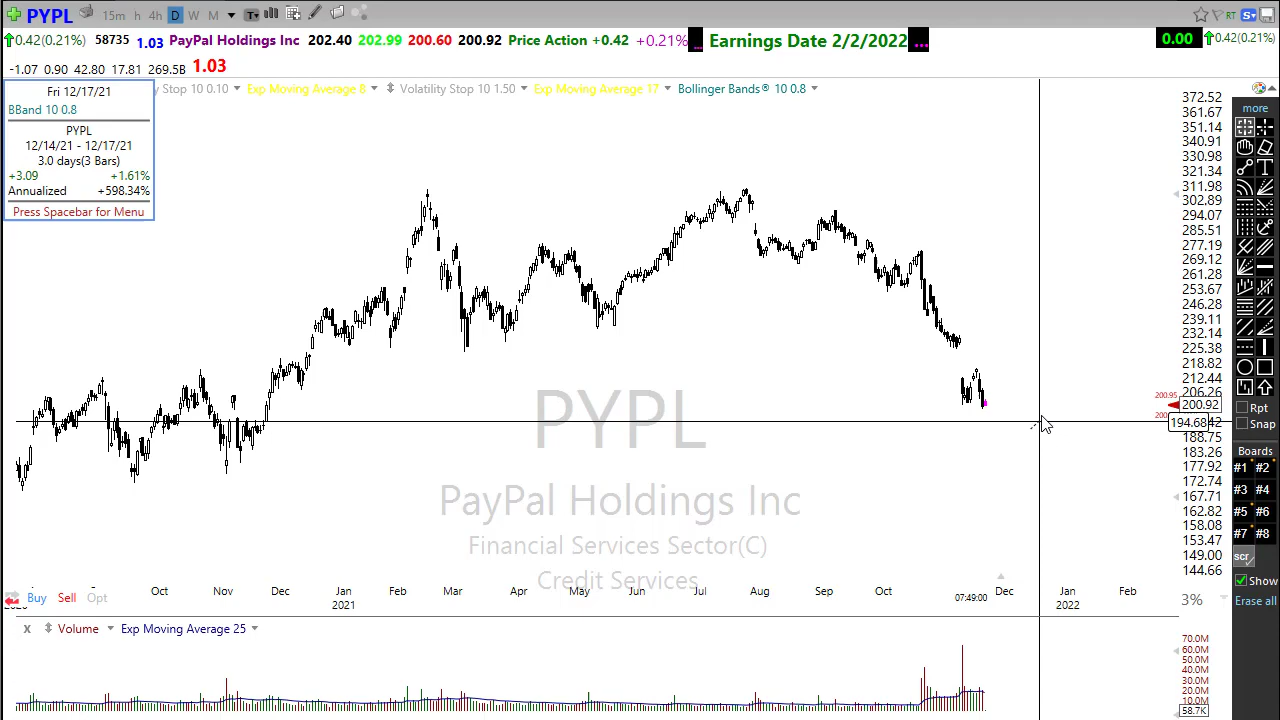 PYPL 15m h 4h D W M T RT S
0.42(0.21%) 58735 1.03 PayPal Holdings Inc 202.40 202.99 200.60 200.92 Price Action +0.42 +0.21% ... Earnings Date 2/2/2022 ... 0.00 0.42(0.21%)
-1.07 0.90 42.80 17.81 269.5B 1.03
y Stop 10 0.10 Exp Moving Average 8 Volatility Stop 10 1.50 Exp Moving Average 17 Bollinger Bands® 10 0.8
Fri 12/17/21
BBand 10 0.8
PYPL
12/14/21 - 12/17/21
3.0 days(3 Bars)
+3.09 +1.61%
Annualized +598.34%
Press Spacebar for Menu
372.52
361.67
351.14
340.91
330.98
321.34
311.98
302.89
294.07
285.51
277.19
269.12
261.28
253.67
246.28
239.11
232.14
225.38
218.82
212.44
206.26
200.95
200.92
200
194.68
188.75
183.26
177.92
172.74
167.71
162.82
158.08
153.47
149.00
144.66
PYPL
PayPal Holdings Inc
Financial Services Sector(C)
Credit Services
more
T
Rpt
Snap
Boards
#1 #2
#3 #4
#5 #6
#7 #8
scr
Show
Erase all
Buy Sell Opt
Oct Nov Dec Jan Feb Mar Apr May Jun Jul Aug Sep Oct 07:49:00 Dec Jan Feb
2021 2022
3%
x Volume Exp Moving Average 25
70.0M
60.0M
50.0M
40.0M
30.0M
20.0M
10.0M
58.7K